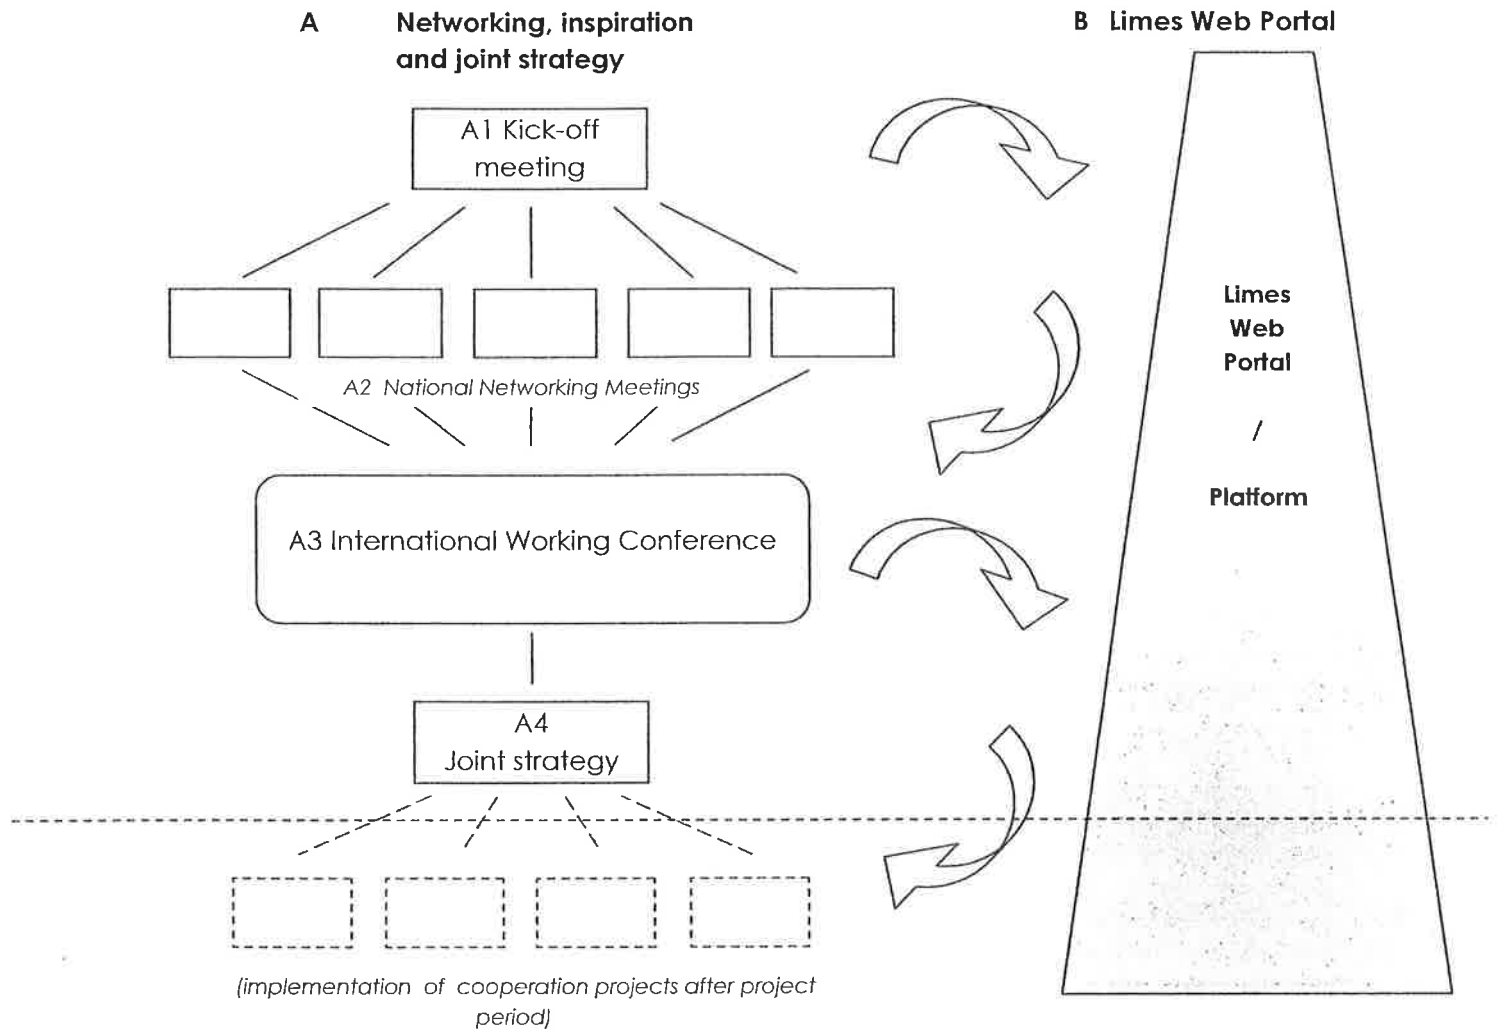 A Networking, inspiration
and joint strategy
B Limes Web Portal
A1 Kick-off
meeting
A2 National Networking Meetings
A3 International Working Conference
A4
Joint strategy
(implementation of cooperation projects after project
period)
Limes
Web
Portal
/
Platform